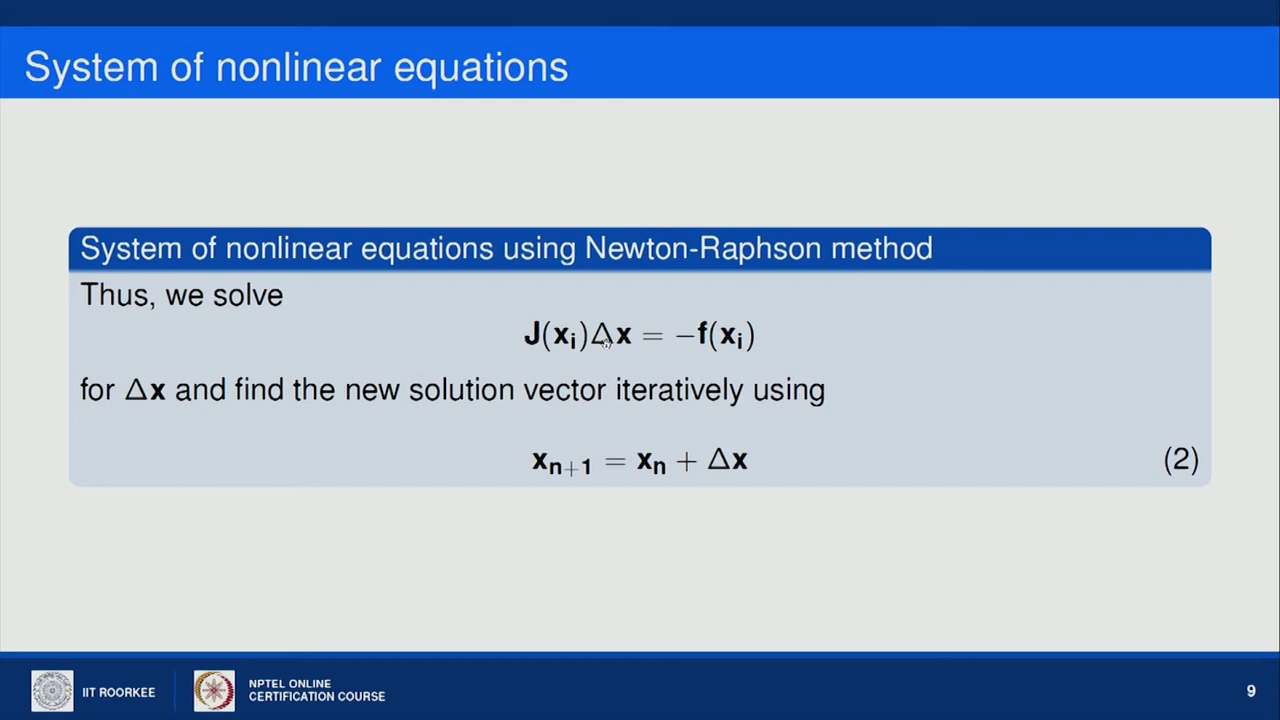 System of nonlinear equations
System of nonlinear equations using Newton-Raphson method
Thus, we solve
J(xᵢ)Δx = −f(xᵢ)
for Δx and find the new solution vector iteratively using
xₙ₊₁ = xₙ + Δx (2)
IIT ROORKEE
NPTEL ONLINE
CERTIFICATION COURSE
9